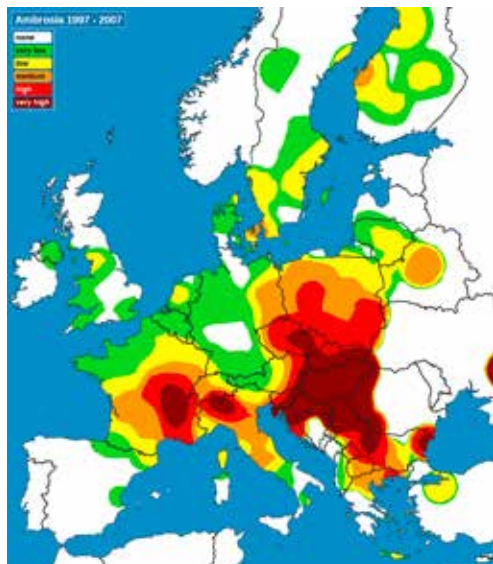 Ambrosia 1997 - 2007
none
very low
low
medium
high
very high